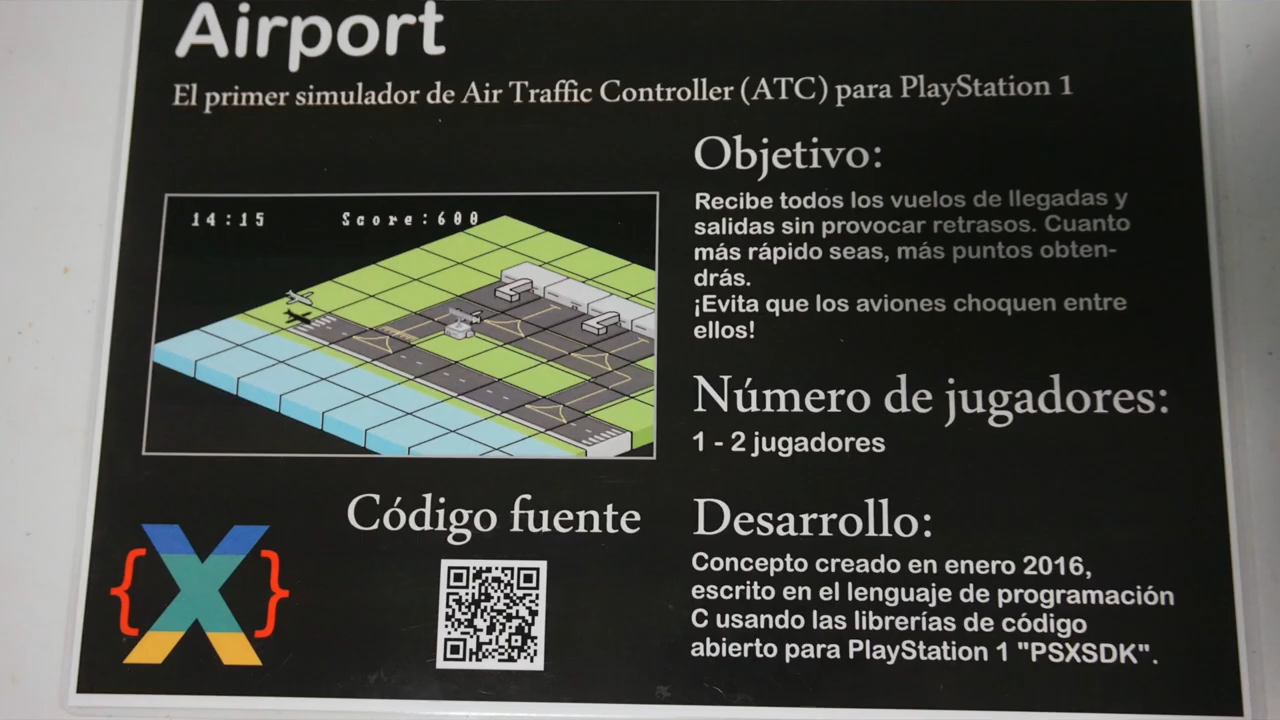 Airport
El primer simulador de Air Traffic Controller (ATC) para PlayStation 1
14:15 Score:600
Objetivo:
Recibe todos los vuelos de llegadas y
salidas sin provocar retrasos. Cuanto
más rápido seas, más puntos obten-
drás.
¡Evita que los aviones choquen entre
ellos!
Número de jugadores:
1 - 2 jugadores
Código fuente
{X}
Desarrollo:
Concepto creado en enero 2016,
escrito en el lenguaje de programación
C usando las librerías de código
abierto para PlayStation 1 "PSXSDK".